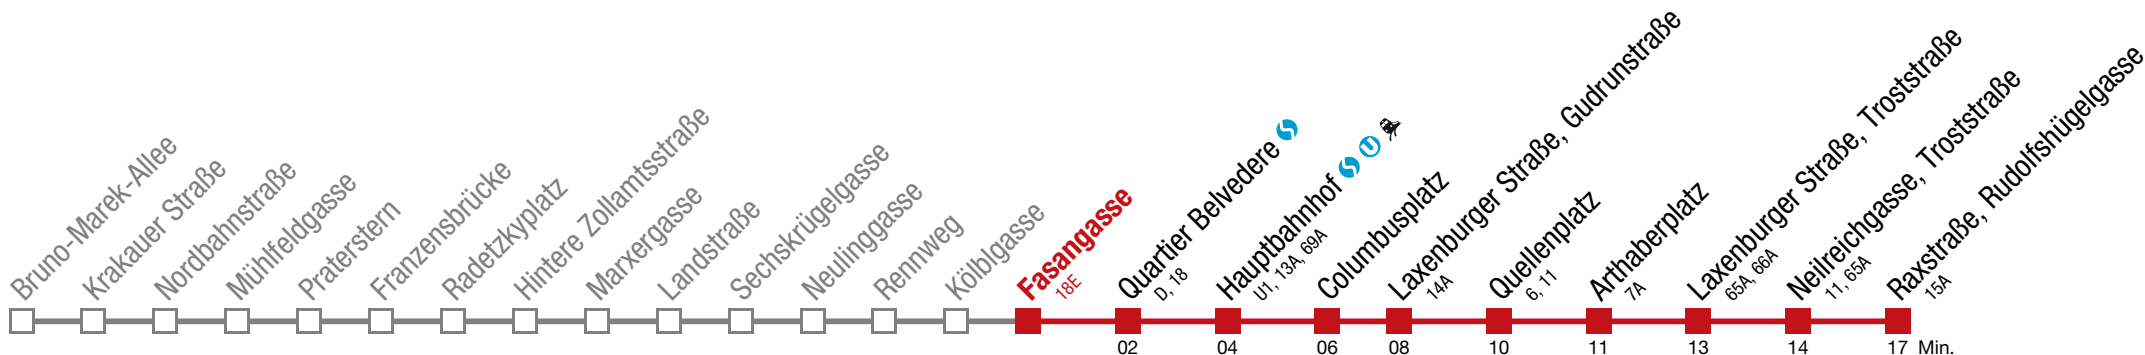 Bruno-Marek-Allee
Krakauer Straße
Nordbahnstraße
Mühlfeldgasse
Praterstern
Franzensbrücke
Radetzkyplatz
Hintere Zollamtsstraße
Marxergasse
Landstraße
Sechskrügelgasse
Neulinggasse
Rennweg
Kölblgasse
Fasangasse
18E
Quartier Belvedere S
D, 18
Hauptbahnhof S U
U1, 13A, 69A
Columbusplatz
Laxenburger Straße, Gudrunstraße
14A
Quellenplatz
6, 11
Arthaberplatz
7A
Laxenburger Straße, Troststraße
65A, 66A
Neilreichgasse, Troststraße
11, 65A
Raxstraße, Rudolfshügelgasse
15A
02 04 06 08 10 11 13 14 17 Min.